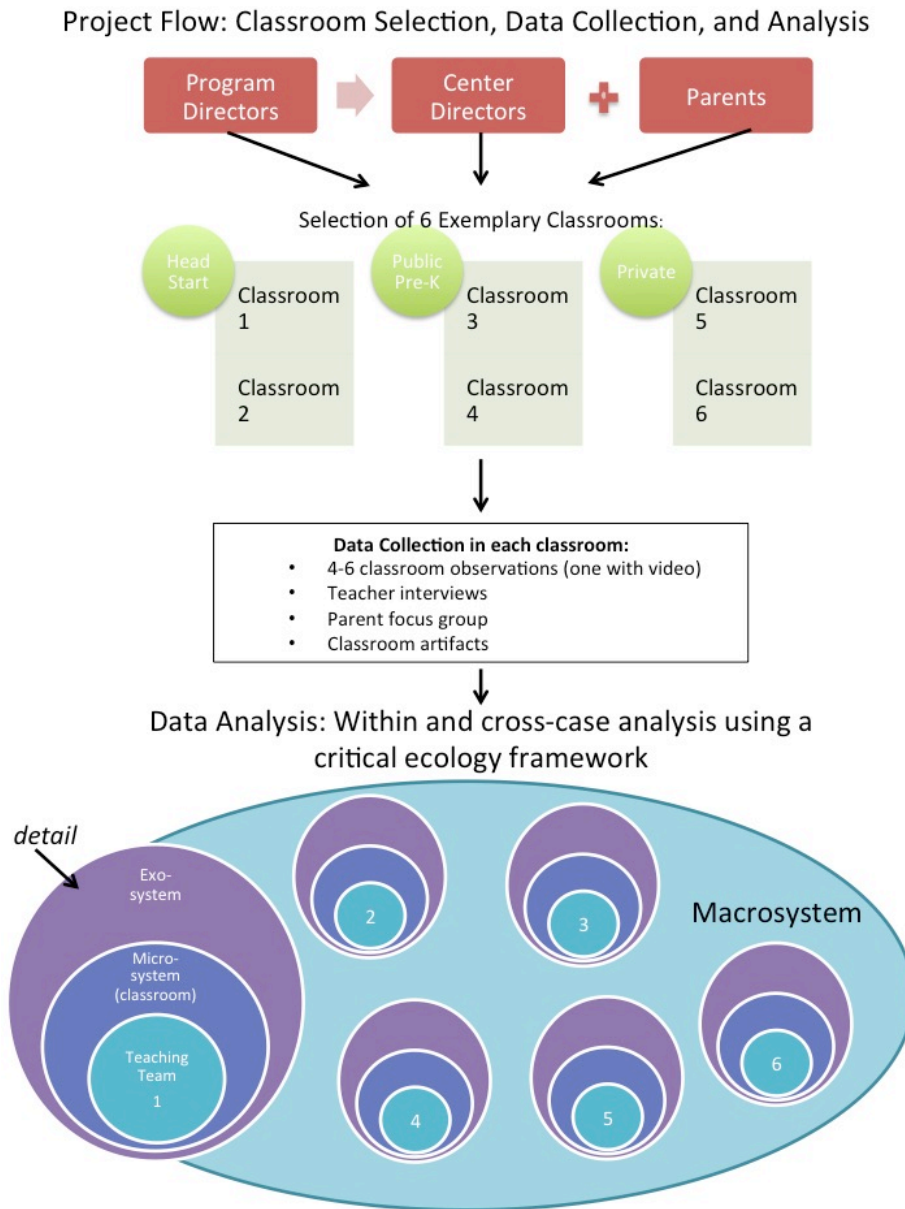 Project Flow: Classroom Selection, Data Collection, and Analysis
Program
Directors
Center
Directors
Parents
Selection of 6 Exemplary Classrooms:
Head
Start
Classroom
1
Classroom
2
Public
Pre-K
Classroom
3
Classroom
4
Private
Classroom
5
Classroom
6
Data Collection in each classroom:
• 4-6 classroom observations (one with video)
• Teacher interviews
• Parent focus group
• Classroom artifacts
Data Analysis: Within and cross-case analysis using a
critical ecology framework
detail
Exo-
system
Micro-
system
(classroom)
Teaching
Team
1
2
3
Macrosystem
4
5
6